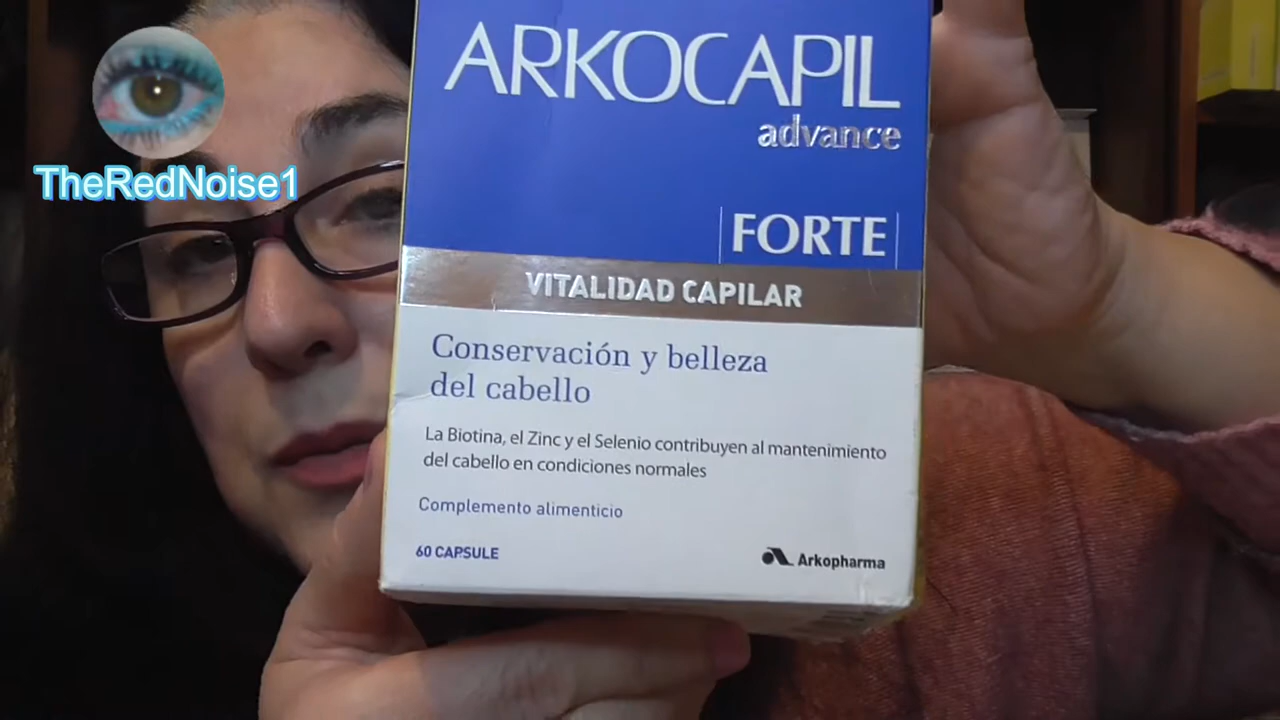 TheRedNoise1
ARKOCAPIL
advance
FORTE
VITALIDAD CAPILAR
Conservación y belleza
del cabello
La Biotina, el Zinc y el Selenio contribuyen al mantenimiento
del cabello en condiciones normales
Complemento alimenticio
60 CAPSULE
Arkopharma